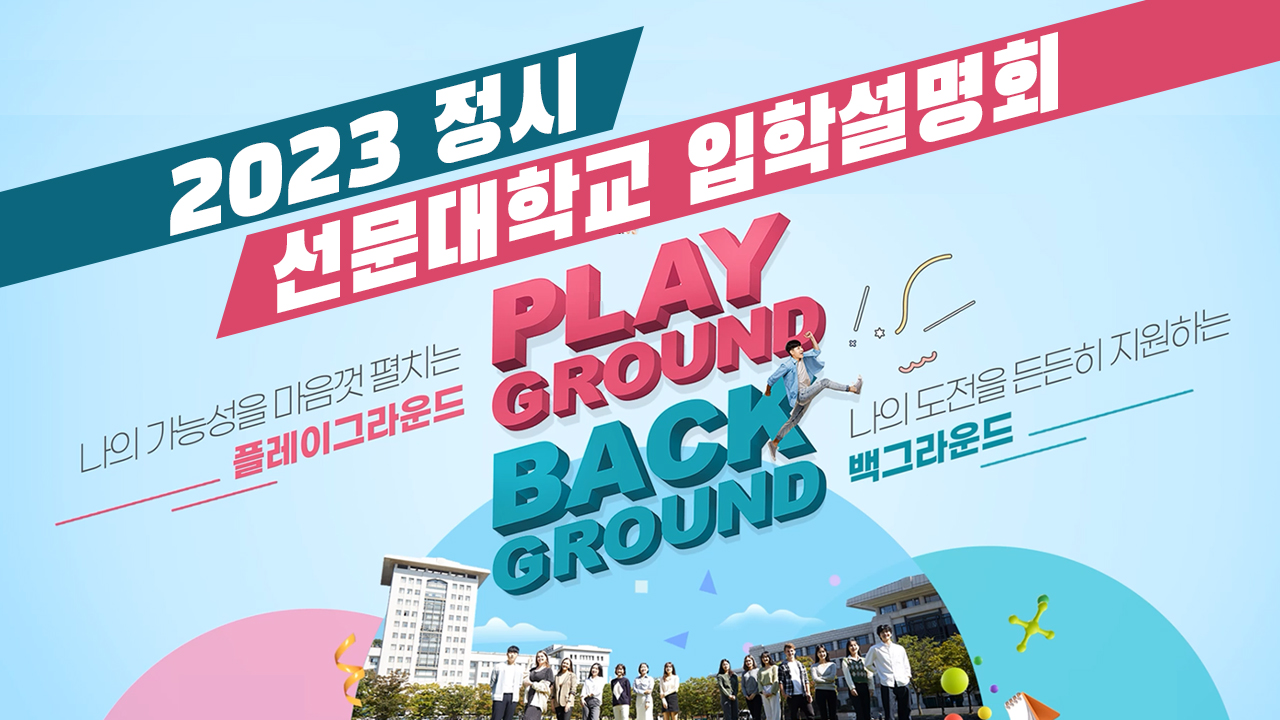 2023 정시
선문대학교 입학설명회
PLAY
GROUND
BACK
GROUND
나의 가능성을 마음껏 펼치는
플레이그라운드
나의 도전을 든든히 지원하는
백그라운드